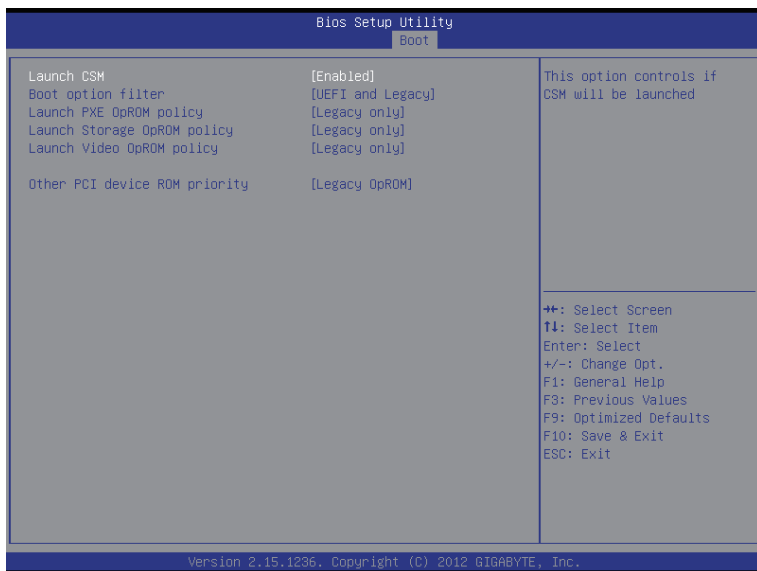 Bios Setup Utility
Boot
Launch CSM [Enabled]
Boot option filter [UEFI and Legacy]
Launch PXE OpROM policy [Legacy only]
Launch Storage OpROM policy [Legacy only]
Launch Video OpROM policy [Legacy only]
Other PCI device ROM priority [Legacy OpROM]
This option controls if
CSM will be launched
→←: Select Screen
↑↓: Select Item
Enter: Select
+/-: Change Opt.
F1: General Help
F3: Previous Values
F9: Optimized Defaults
F10: Save & Exit
ESC: Exit
Version 2.15.1236. Copyright (C) 2012 GIGABYTE, Inc.